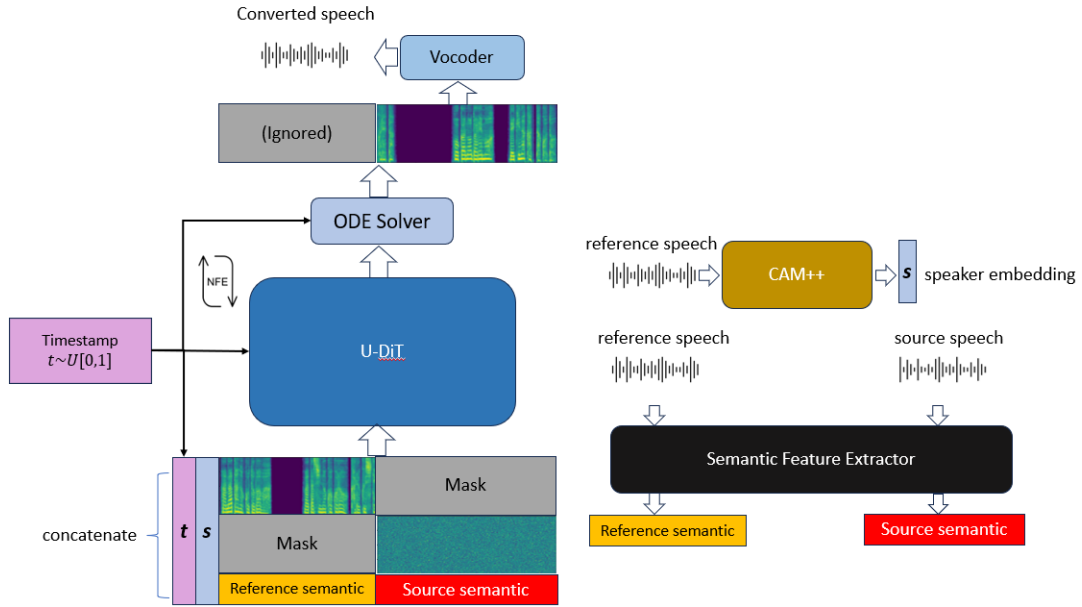 Converted speech
Vocoder
(Ignored)
ODE Solver
NFE
Timestamp
t~U[0,1]
U-DiT
concatenate
t
s
Mask
Mask
Reference semantic
Source semantic
reference speech
CAM++
s
speaker embedding
reference speech
source speech
Semantic Feature Extractor
Reference semantic
Source semantic